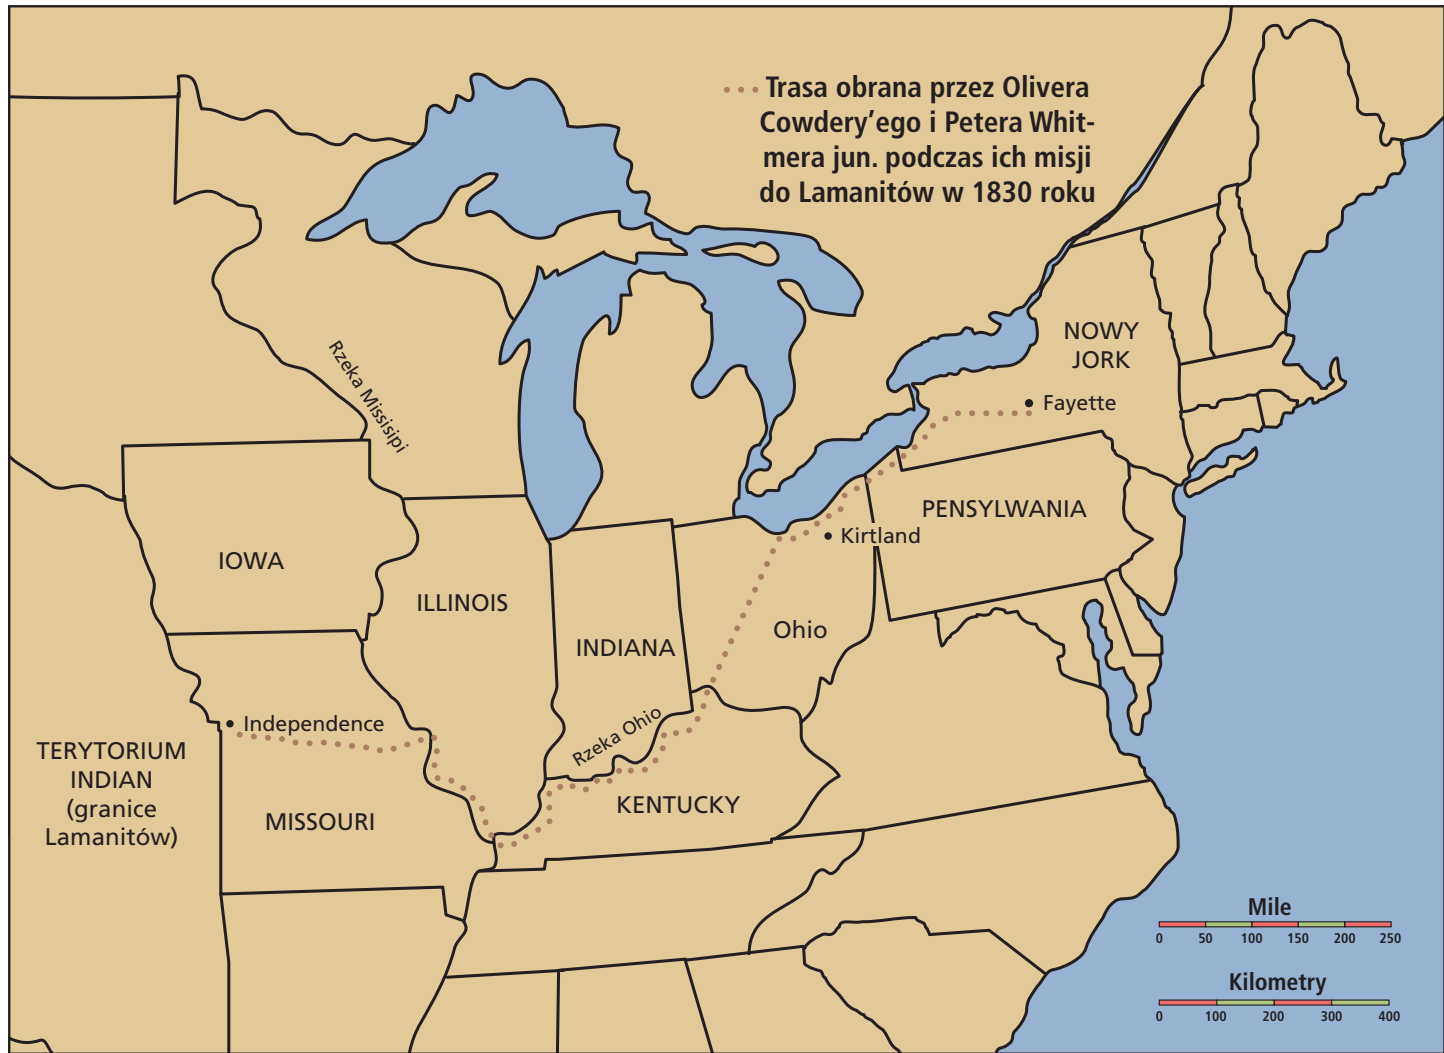 Trasa obrana przez Olivera
Cowdery’ego i Petera Whit-
mera jun. podczas ich misji
do Lamanitów w 1830 roku
NOWY
JORK
Fayette
Rzeka Missisipi
PENSYLWANIA
Kirtland
IOWA
ILLINOIS
INDIANA
Ohio
Independence
Rzeka Ohio
TERYTORIUM
INDIAN
(granice
Lamanitów)
MISSOURI
KENTUCKY
Mile
0 50 100 150 200 250
Kilometry
0 100 200 300 400